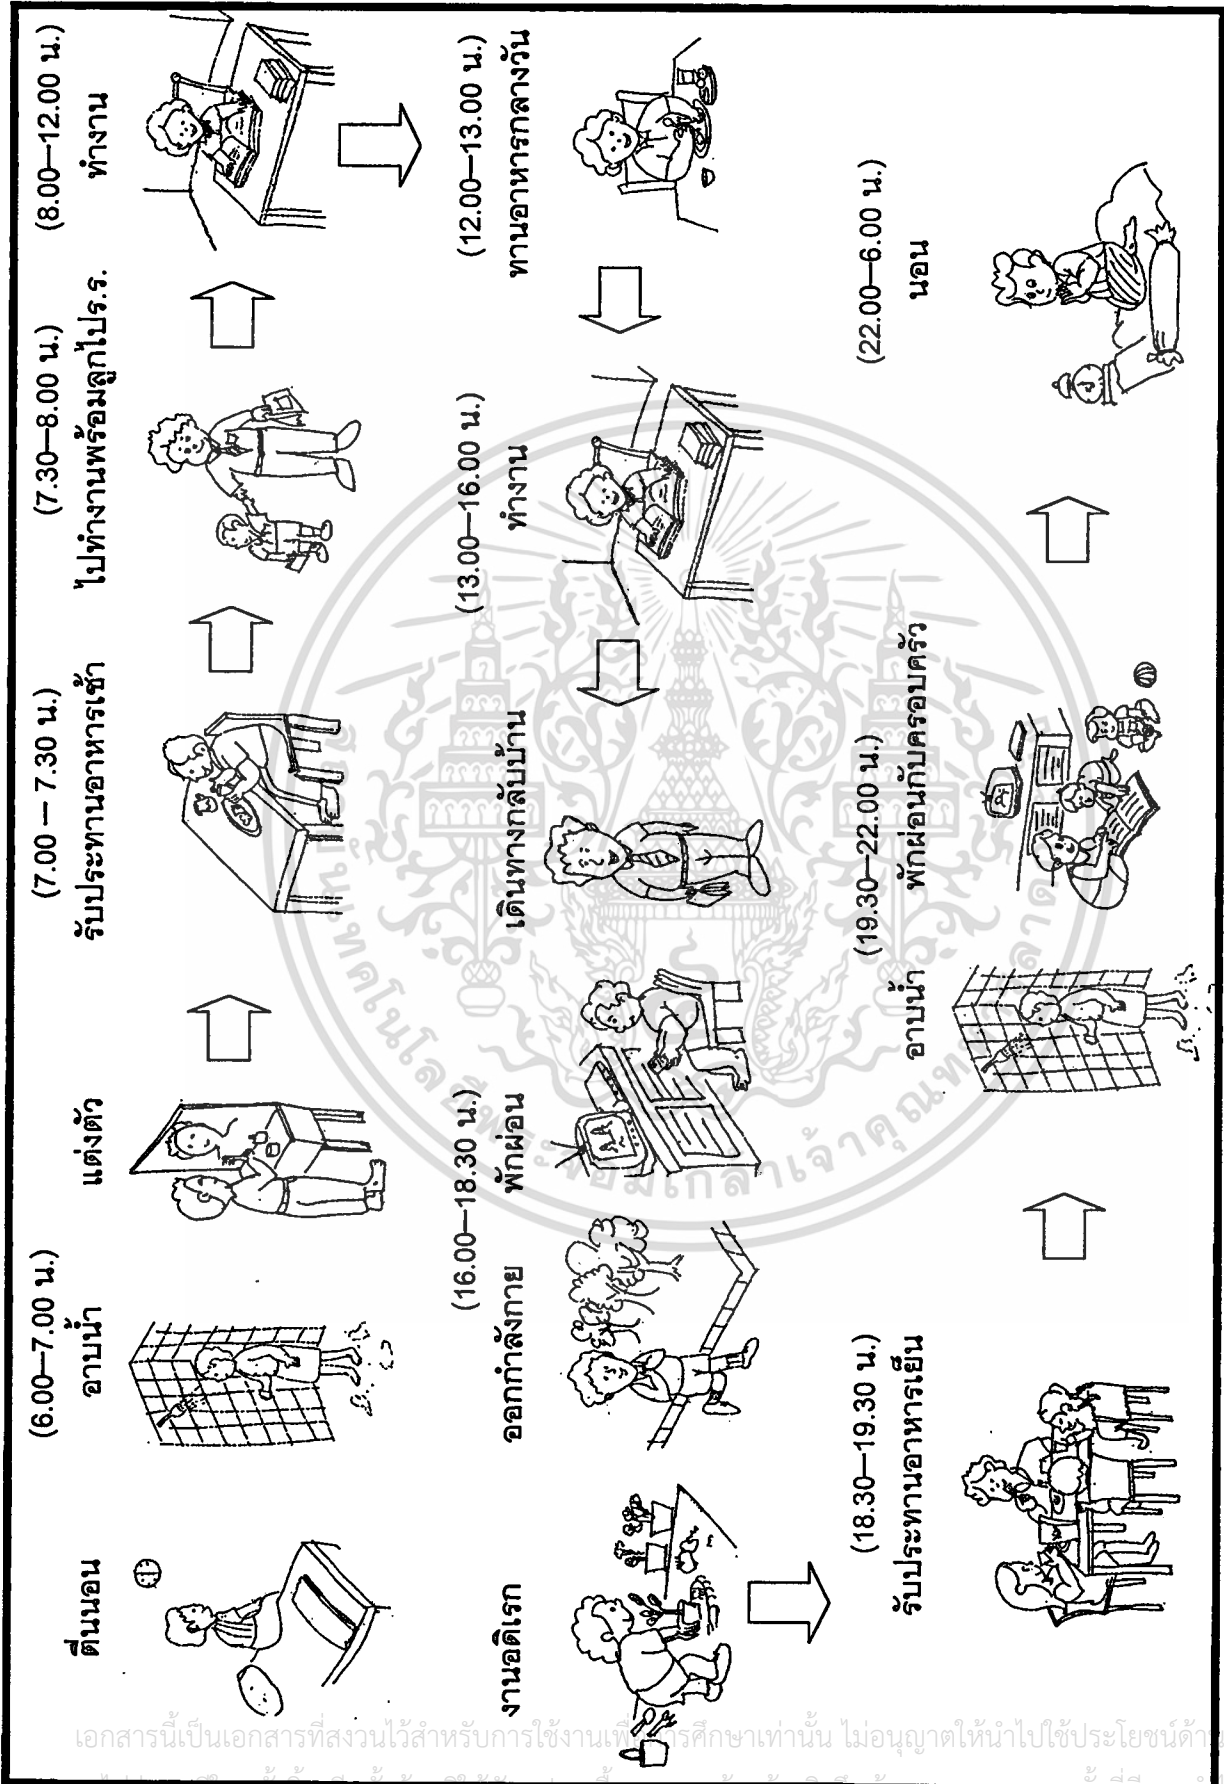 (6.00–7.00 น.)
ตื่นนอน อาบน้ำ แต่งตัว
(7.00 – 7.30 น.)
รับประทานอาหารเช้า
(7.30–8.00 น.)
ไปทำงานพร้อมลูกไปร.ร.
(8.00–12.00 น.)
ทำงาน
(12.00–13.00 น.)
ทานอาหารกลางวัน
(13.00–16.00 น.)
ทำงาน
เดินทางกลับบ้าน
(16.00–18.30 น.)
งานอดิเรก ออกกำลังกาย พักผ่อน
(18.30–19.30 น.)
รับประทานอาหารเย็น
อาบน้ำ
(19.30–22.00 น.)
พักผ่อนกับครอบครัว
(22.00–6.00 น.)
นอน
เอกสารนี้เป็นเอกสารที่สงวนไว้สำหรับการใช้งานเพื่อการศึกษาเท่านั้น ไม่อนุญาตให้นำไปใช้ประโยชน์ด้าน